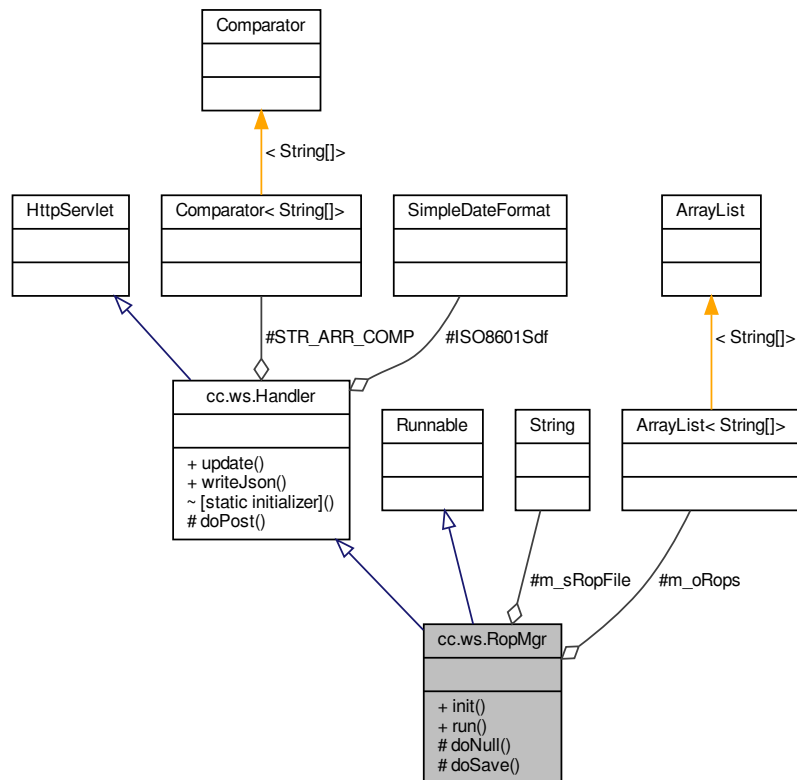 Comparator
< String[]>
HttpServlet
Comparator< String[]>
SimpleDateFormat
ArrayList
#STR_ARR_COMP
#ISO8601Sdf
< String[]>
cc.ws.Handler
+ update()
+ writeJson()
~ [static initializer]()
# doPost()
Runnable
String
ArrayList< String[]>
#m_sRopFile
#m_oRops
cc.ws.RopMgr
+ init()
+ run()
# doNull()
# doSave()